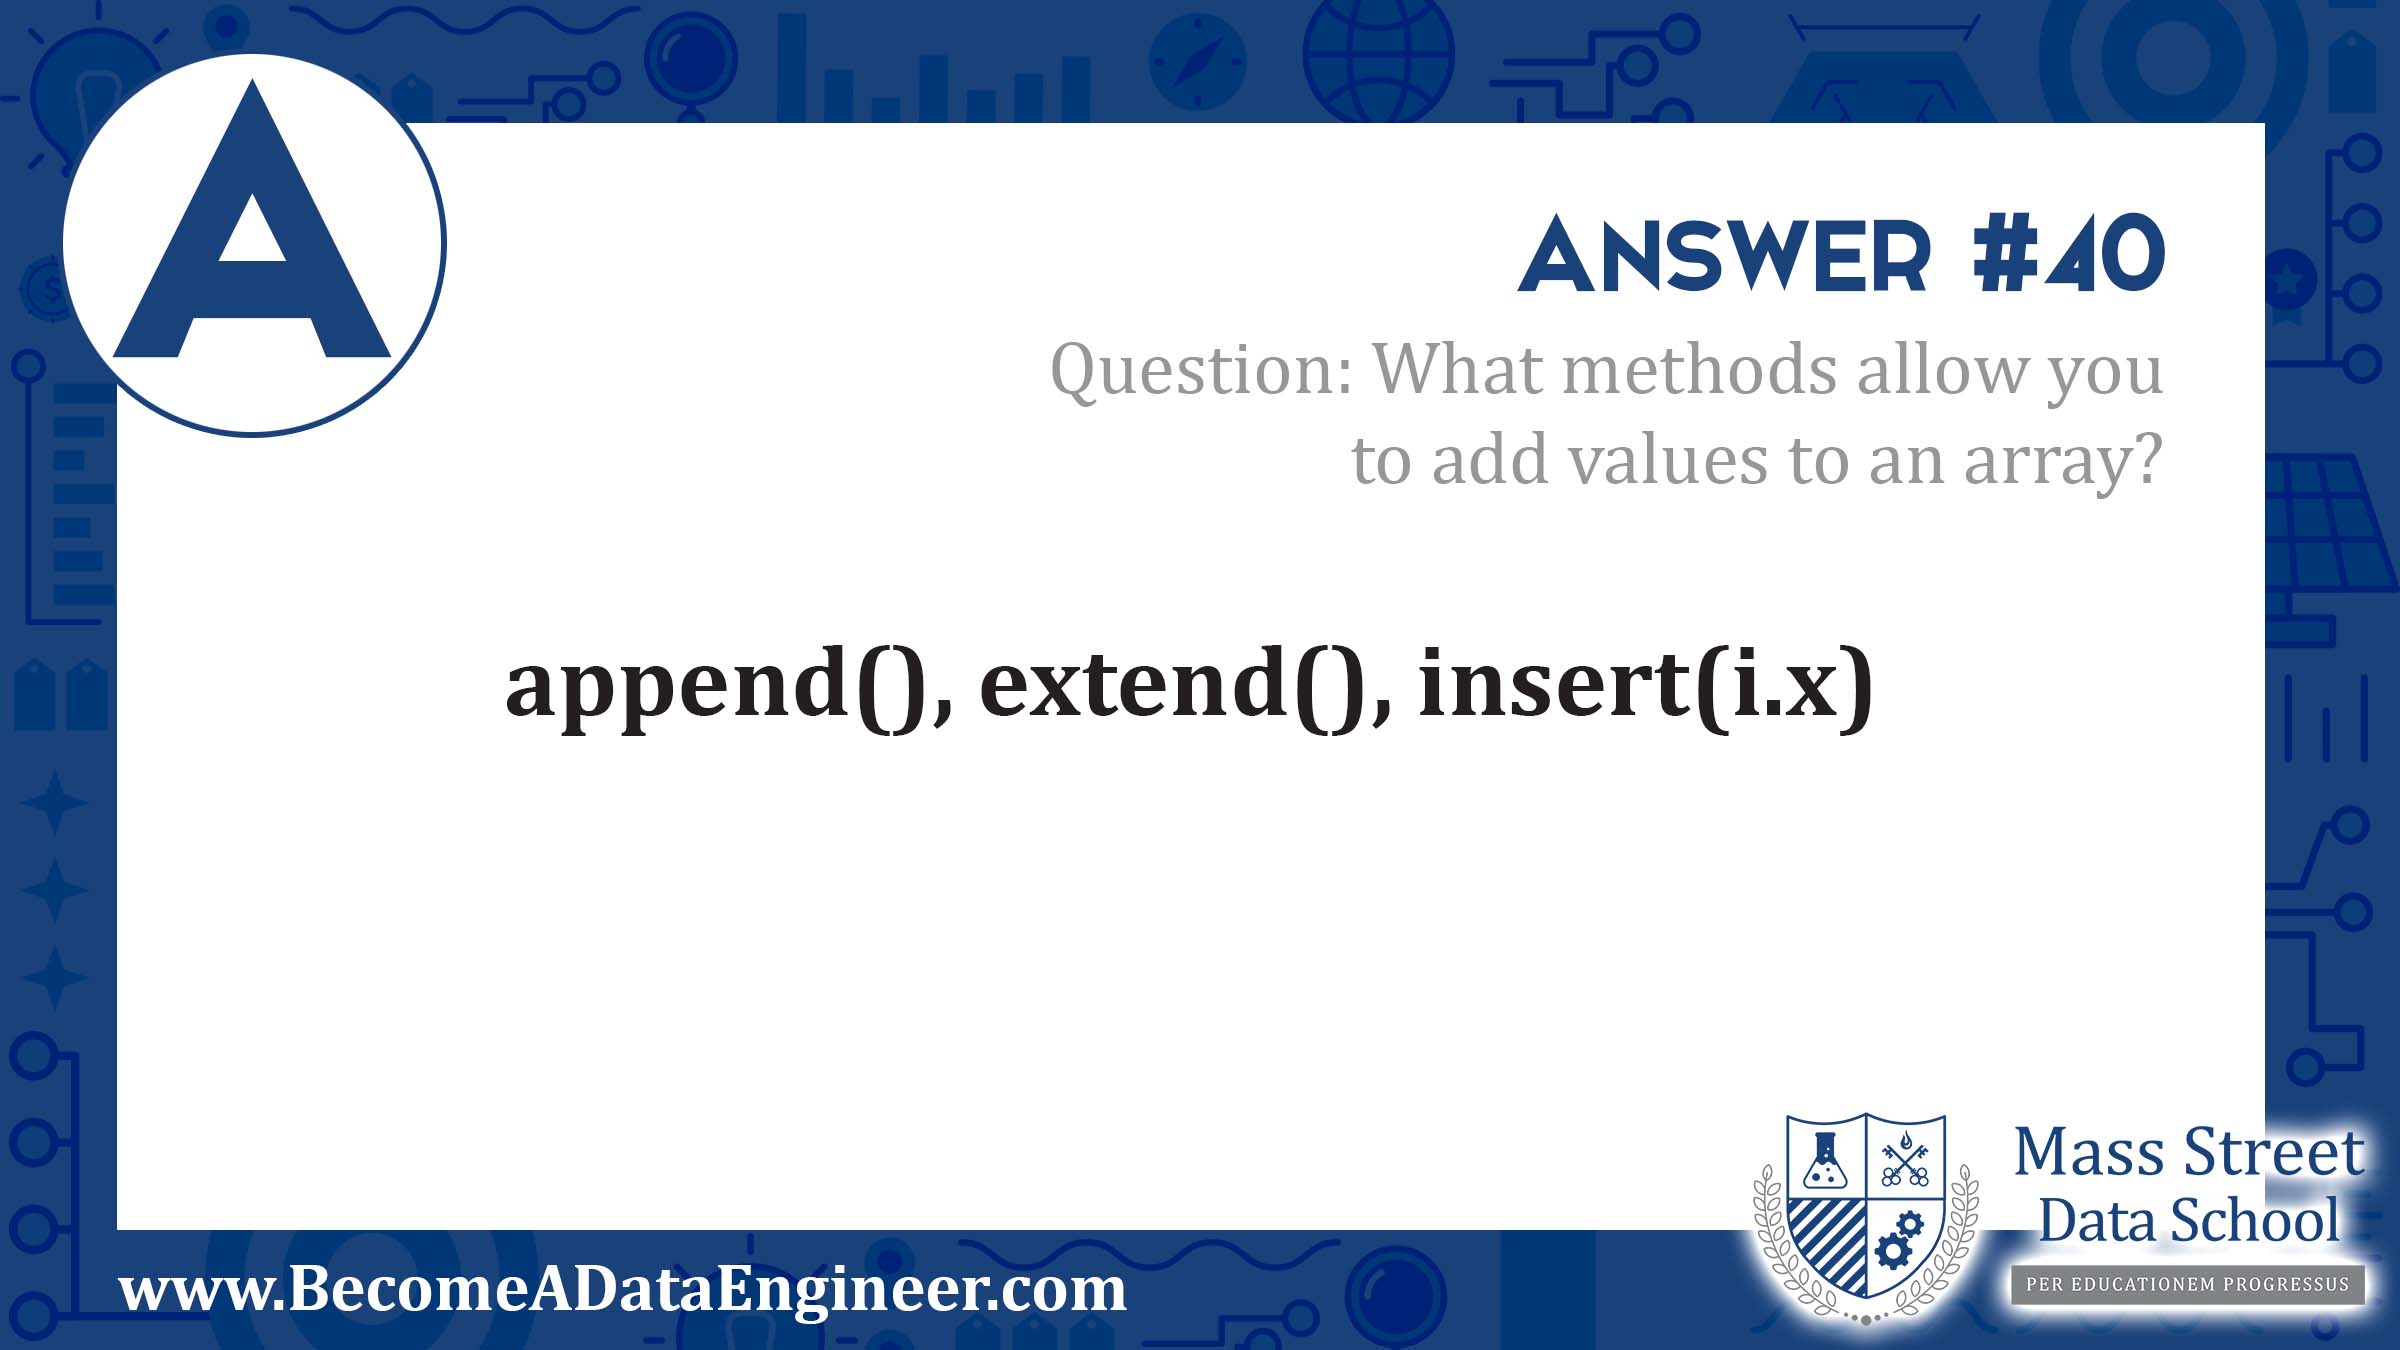 A
Answer #40
Question: What methods allow you
to add values to an array?
append(), extend(), insert(i.x)
Mass Street
Data School
PER EDUCATIONEM PROGRESSUS
www.BecomeADataEngineer.com